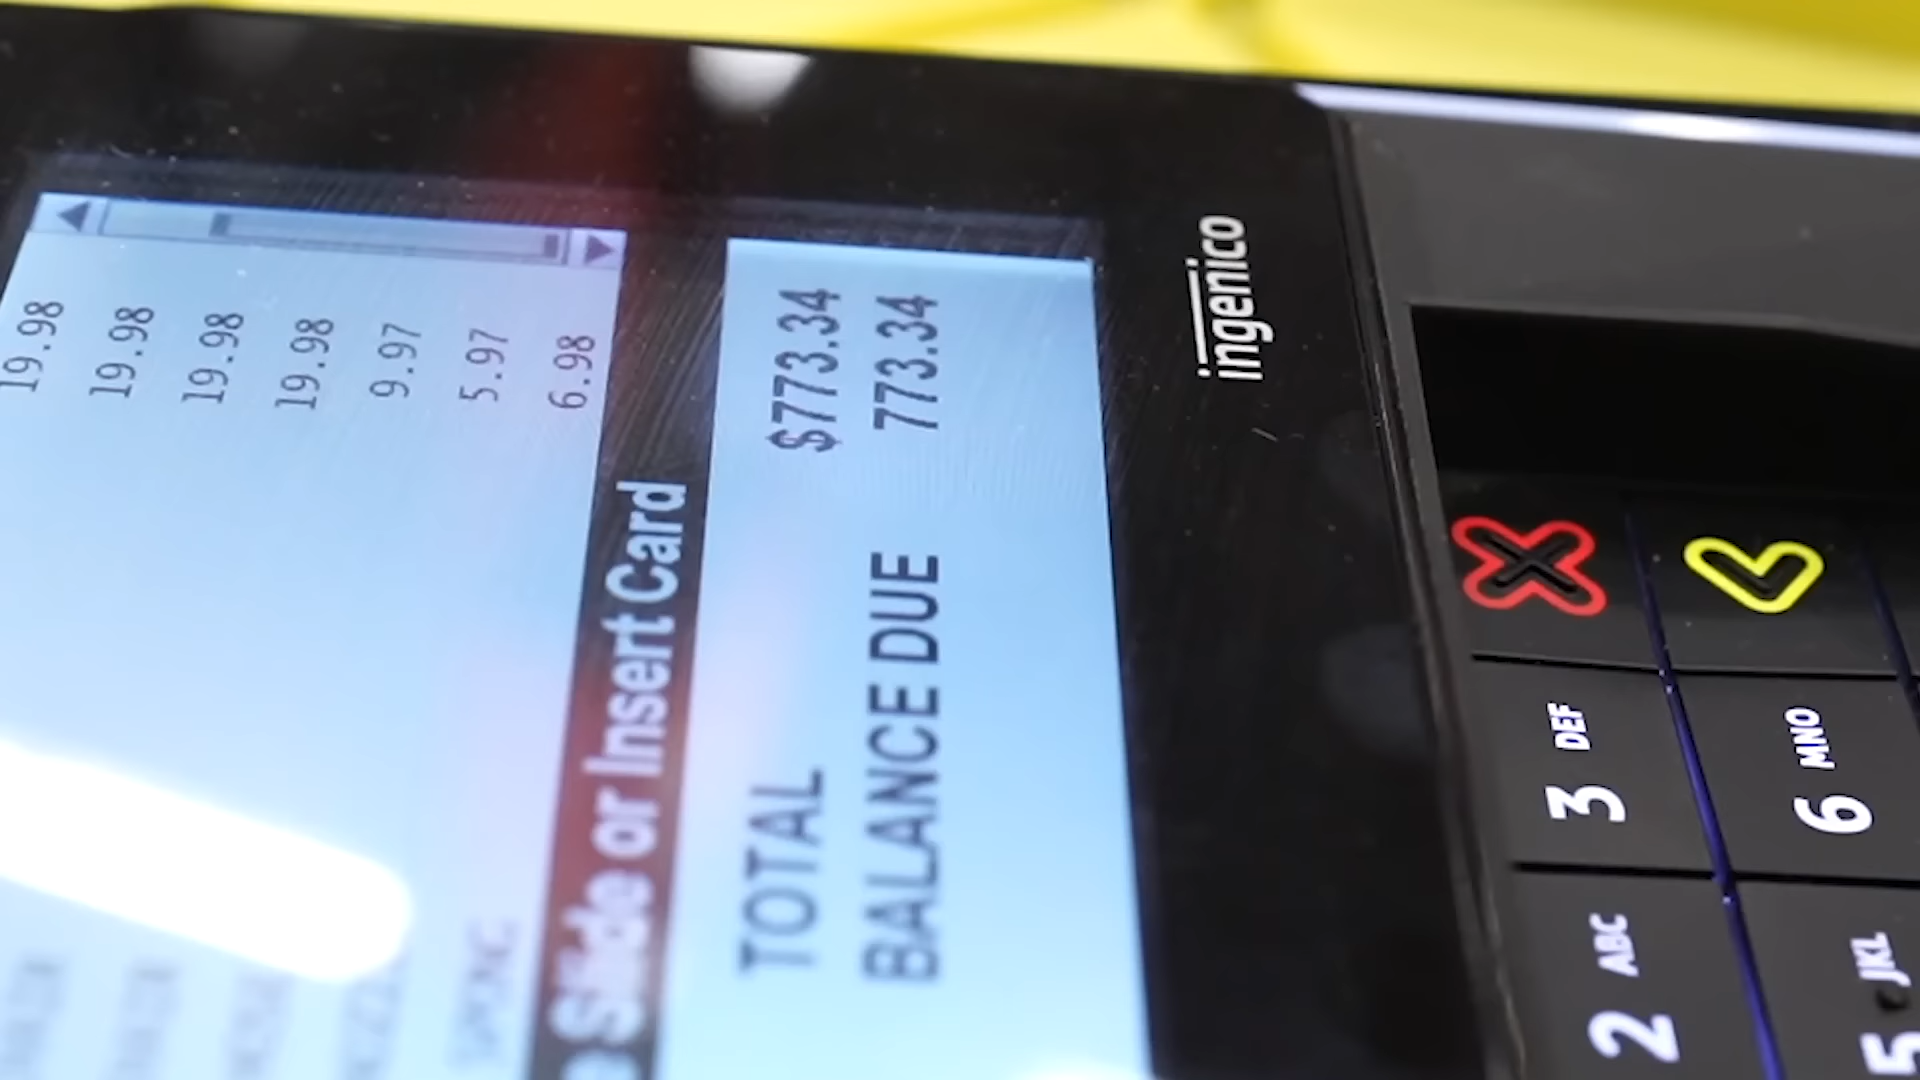 19.98
19.98
19.98
19.98
9.97
5.97
6.98
Slide or Insert Card
TOTAL $773.34
BALANCE DUE 773.34
ingenico
3 DEF
6 MNO
2 ABC
5 JKL